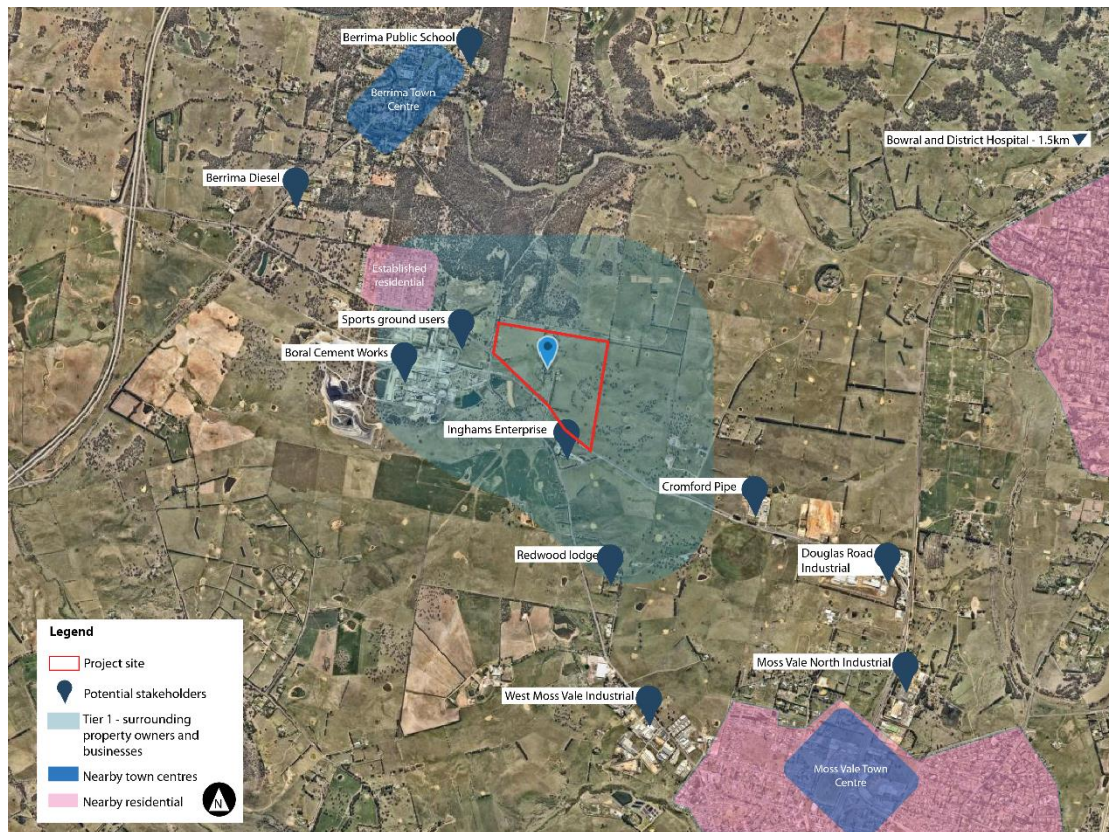 Berrima Public School
Berrima Town
Centre
Bowral and District Hospital - 1.5km
Berrima Diesel
Established
residential
Sports ground users
Boral Cement Works
Inghams Enterprise
Cromford Pipe
Redwood lodge
Douglas Road
Industrial
Moss Vale North Industrial
West Moss Vale Industrial
Moss Vale Town
Centre
Legend
Project site
Potential stakeholders
Tier 1 - surrounding
property owners and
businesses
Nearby town centres
Nearby residential
N